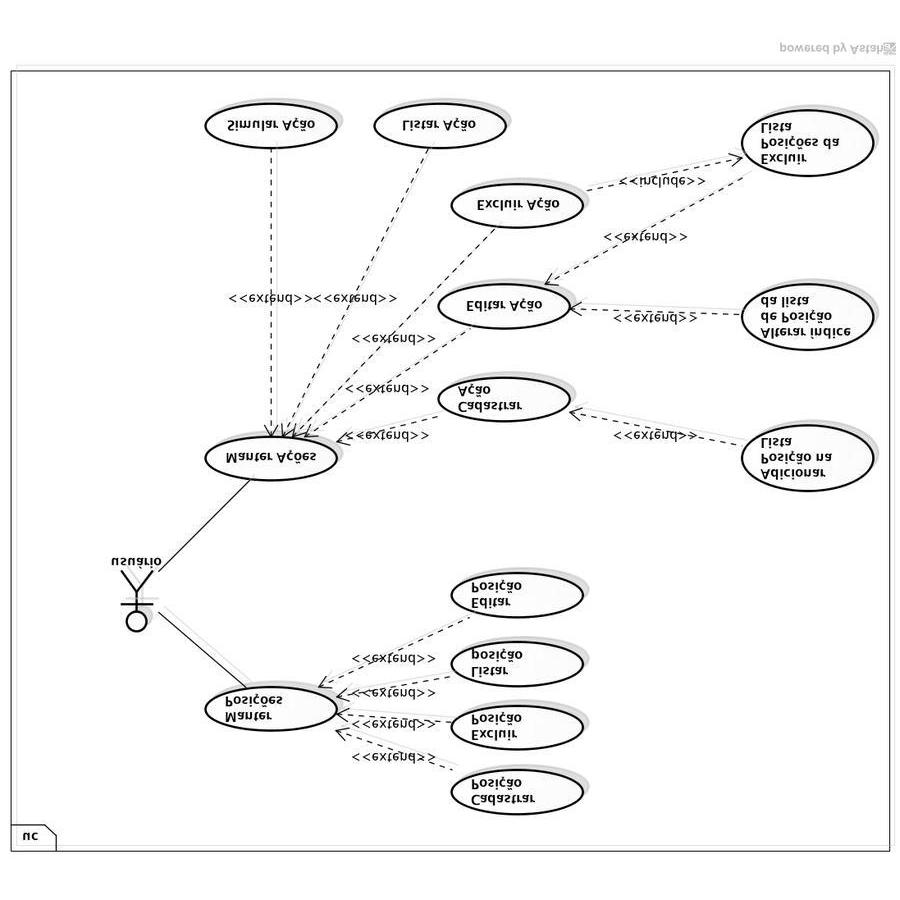 uc
Cadastrar
Posição
<<extend>>
Excluir
Posição
<<extend>>
Manter
Posições
<<extend>>
Listar
posição
<<extend>>
Editar
Posição
usuário
Manter Ações
Adicionar
Posição na
Lista
<<extend>>
<<extend>>
Cadastrar
Ação
<<extend>>
<<extend>>
Alterar índice
de Posição
da lista
<<extend>>
Editar Ação
<<extend>>
<<extend>>
<<extend>>
Excluir Ação
<<include>>
Excluir
Posições da
Lista
Simular Ação
Listar Ação
powered by Astah